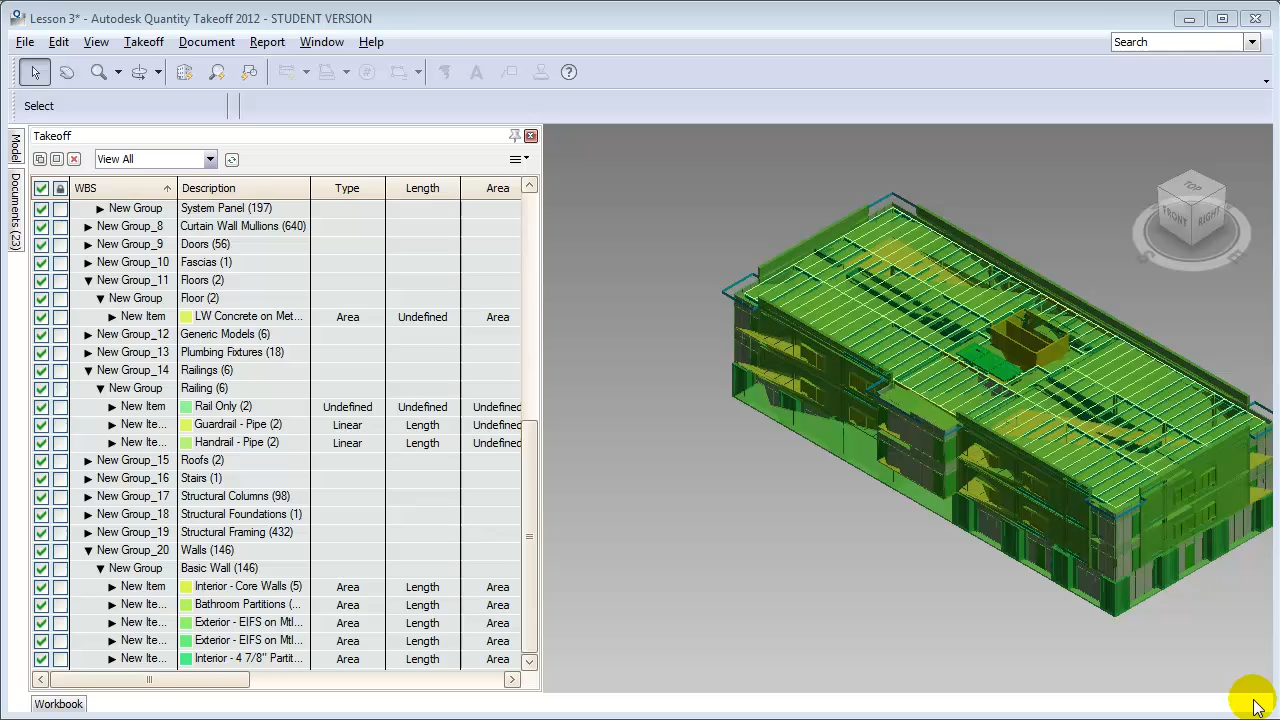 Lesson 3* - Autodesk Quantity Takeoff 2012 - STUDENT VERSION
File Edit View Takeoff Document Report Window Help
Search
Select
Takeoff
Model
Documents (23)
View All
WBS Description Type Length Area
New Group System Panel (197)
New Group_8 Curtain Wall Mullions (640)
New Group_9 Doors (56)
New Group_10 Fascias (1)
New Group_11 Floors (2)
New Group Floor (2)
New Item LW Concrete on Met... Area Undefined Area
New Group_12 Generic Models (6)
New Group_13 Plumbing Fixtures (18)
New Group_14 Railings (6)
New Group Railing (6)
New Item Rail Only (2) Undefined Undefined Undefined
New Ite... Guardrail - Pipe (2) Linear Length Undefined
New Ite... Handrail - Pipe (2) Linear Length Undefined
New Group_15 Roofs (2)
New Group_16 Stairs (1)
New Group_17 Structural Columns (98)
New Group_18 Structural Foundations (1)
New Group_19 Structural Framing (432)
New Group_20 Walls (146)
New Group Basic Wall (146)
New Item Interior - Core Walls (5) Area Length Area
New Ite... Bathroom Partitions (... Area Length Area
New Ite... Exterior - EIFS on Mtl... Area Length Area
New Ite... Exterior - EIFS on Mtl... Area Length Area
New Ite... Interior - 4 7/8" Partit... Area Length Area
Workbook
TOP
FRONT RIGHT